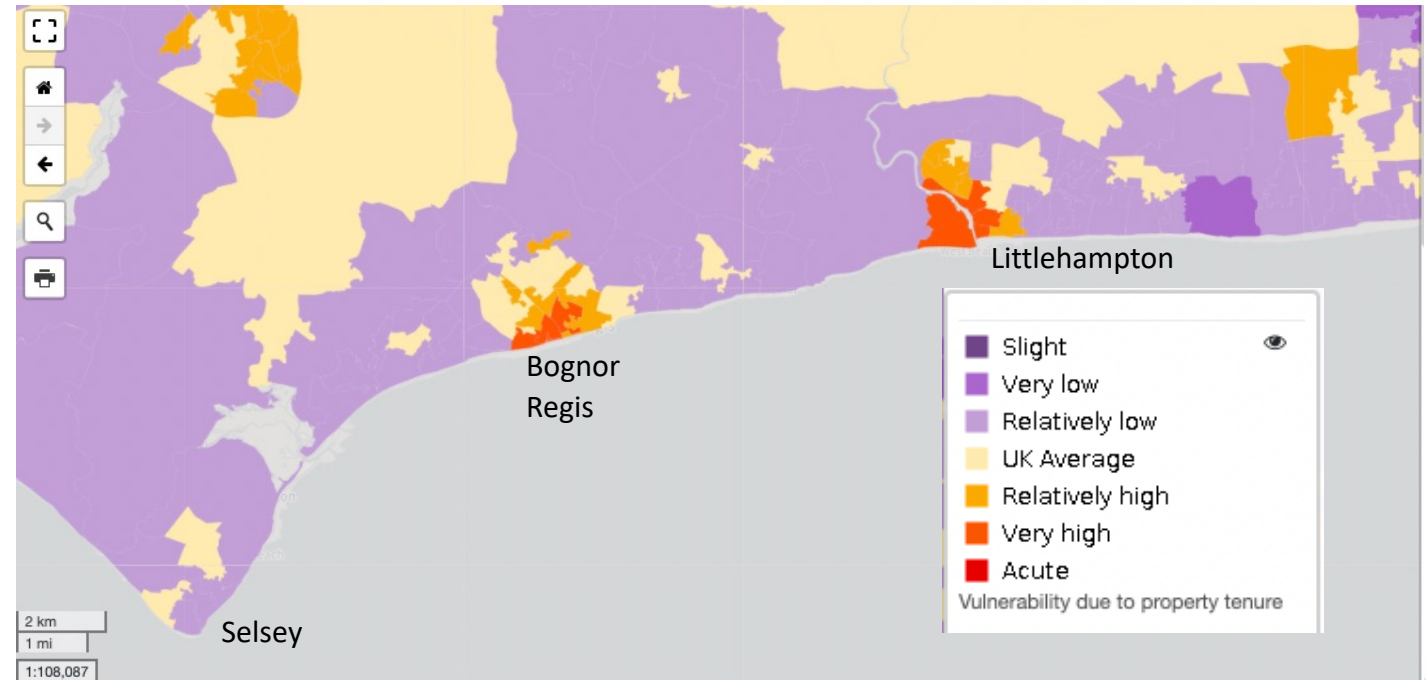 Littlehampton
Bognor
Regis
Selsey
Slight
Very low
Relatively low
UK Average
Relatively high
Very high
Acute
Vulnerability due to property tenure
2 km
1 mi
1:108,087